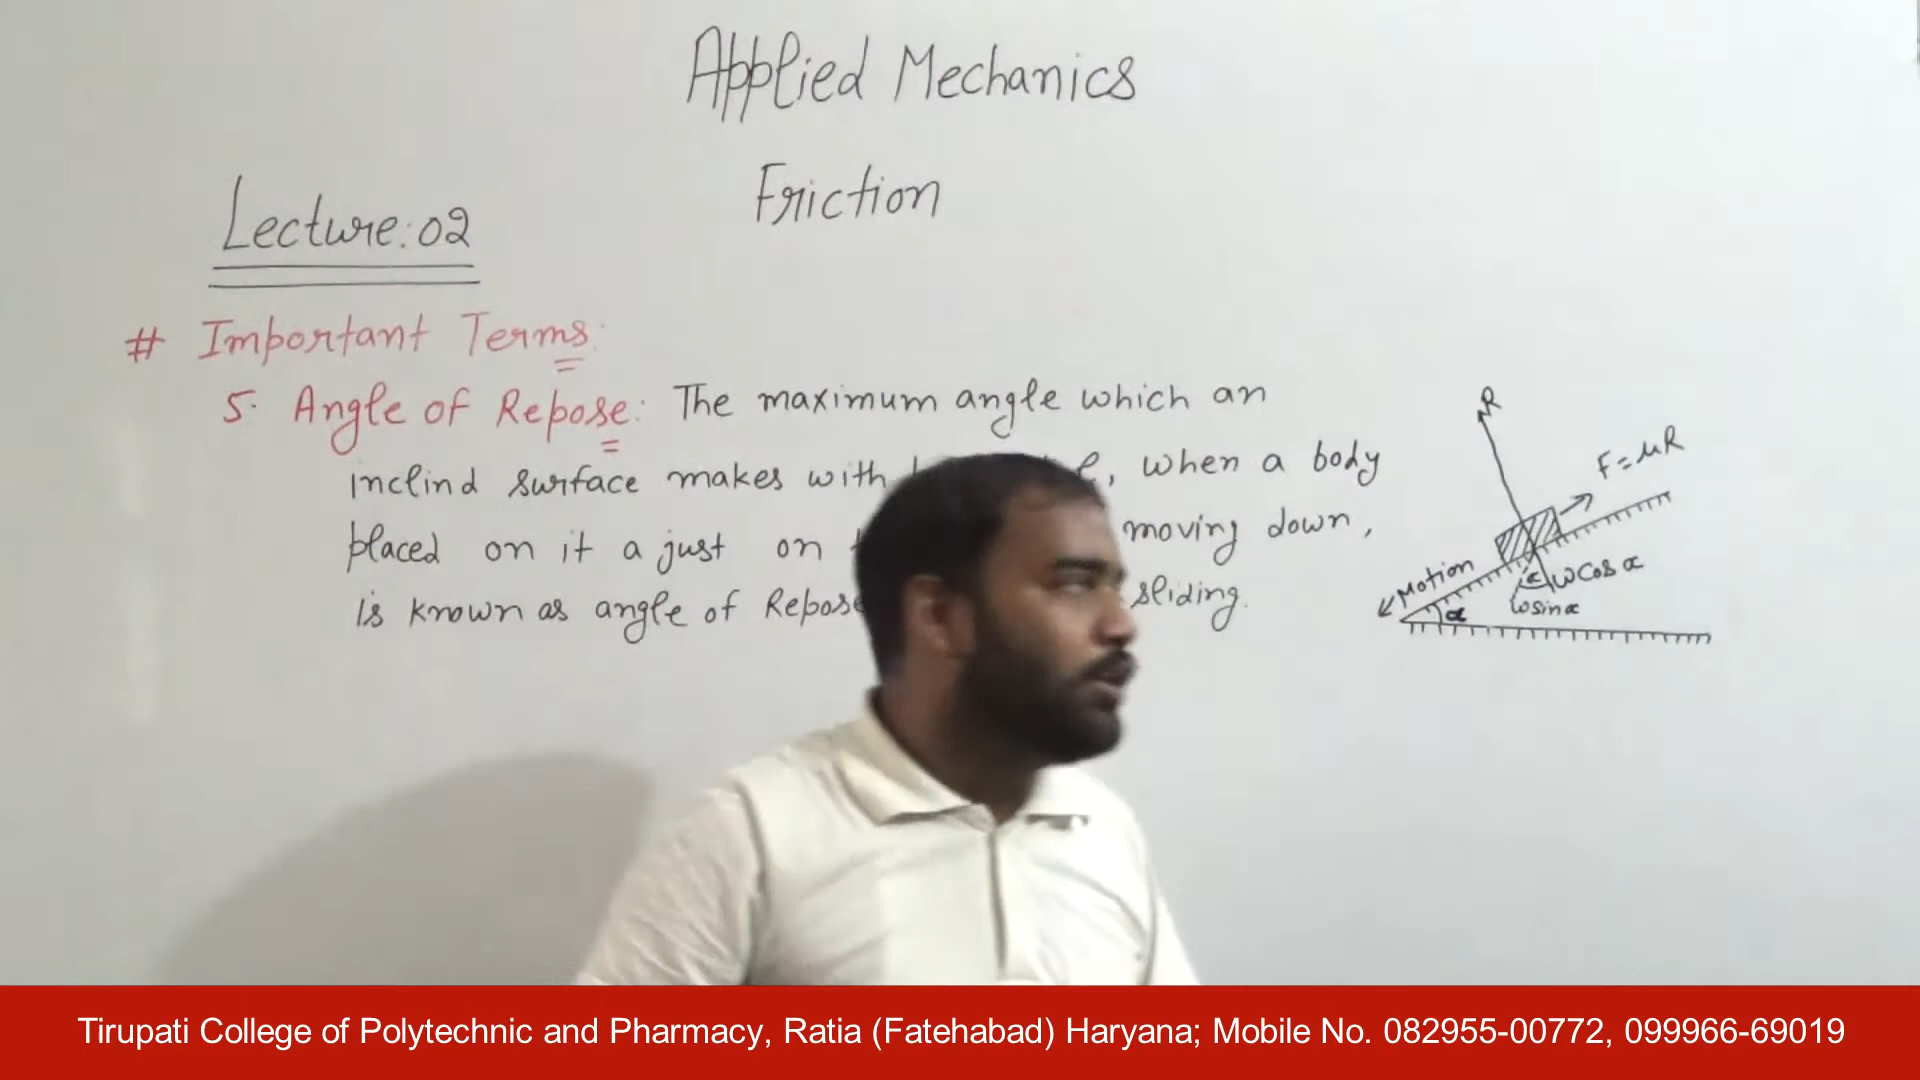 Applied Mechanics
Friction
Lecture:02
# Important Terms:
5. Angle of Repose: The maximum angle which an
inclind surface makes with , when a body
placed on it a just on moving down,
is known as angle of Repose sliding.
R
F=μR
Motion
α
α
wcosα
wsinα
Tirupati College of Polytechnic and Pharmacy, Ratia (Fatehabad) Haryana; Mobile No. 082955-00772, 099966-69019